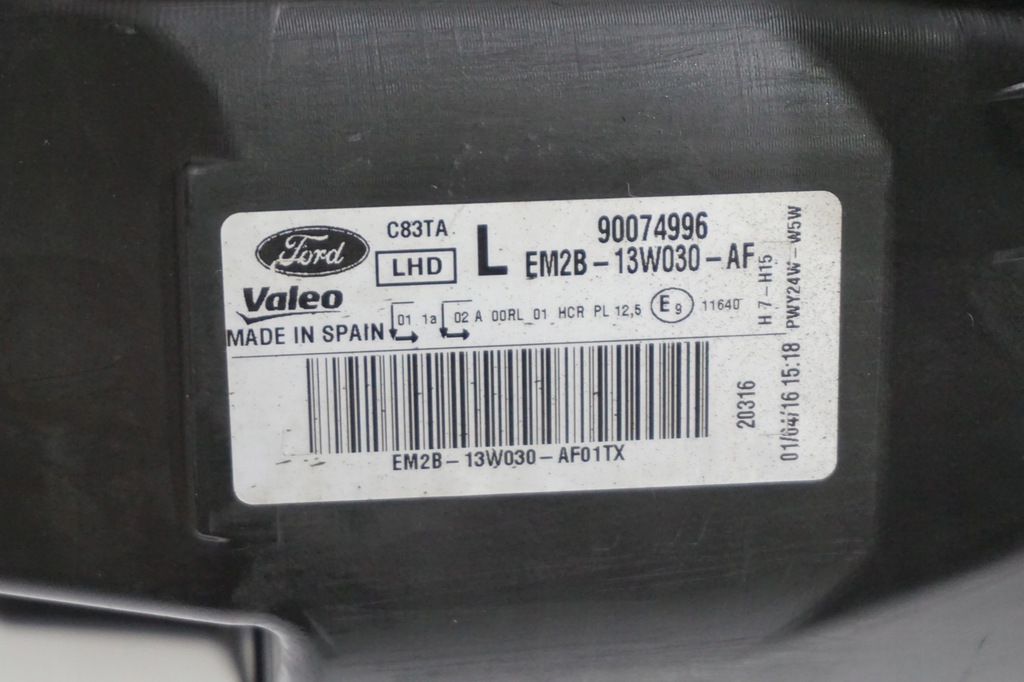 Ford
C83TA
LHD
L
90074996
EM2B-13W030-AF
Valeo
MADE IN SPAIN
01 1a 02 A 00RL 01 HCR PL 12,5 E9 11640
H7-H15
PWY24W-W5W
20316
01/04/16 15:18
EM2B-13W030-AF01TX